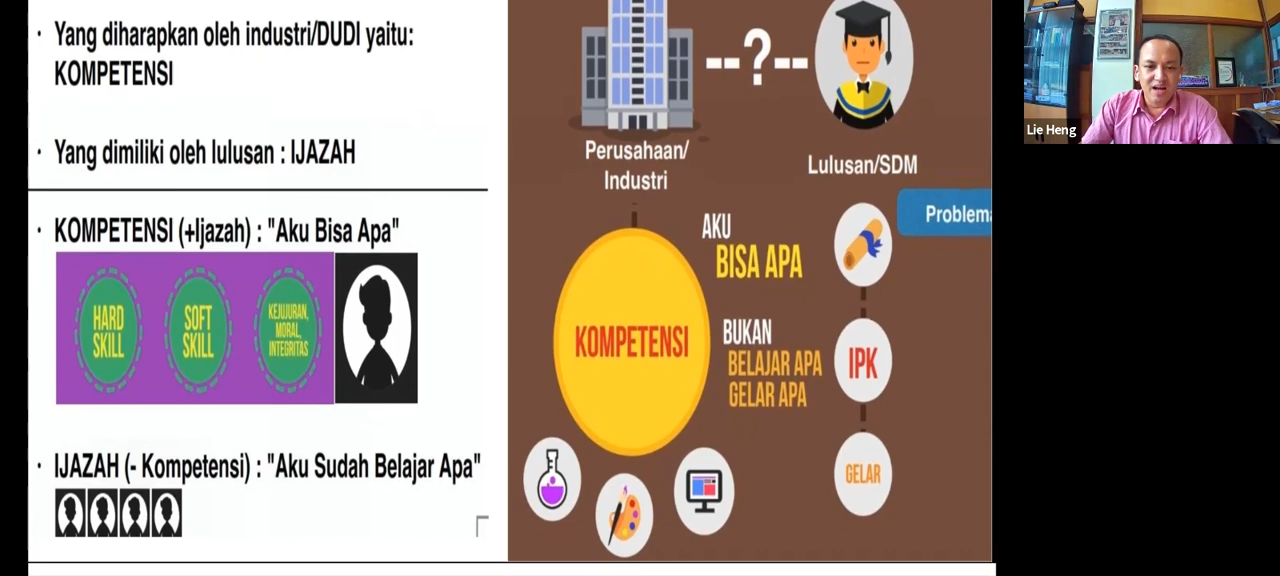 · Yang diharapkan oleh industri/DUDI yaitu:
KOMPETENSI
· Yang dimiliki oleh lulusan : IJAZAH
· KOMPETENSI (+Ijazah) : "Aku Bisa Apa"
HARD
SKILL
SOFT
SKILL
KEJUJURAN,
MORAL,
INTEGRITAS
· IJAZAH (- Kompetensi) : "Aku Sudah Belajar Apa"
--?--
Perusahaan/
Industri
Lulusan/SDM
Problema
AKU
BISA APA
KOMPETENSI
BUKAN
BELAJAR APA
GELAR APA
IPK
GELAR
Lie Heng